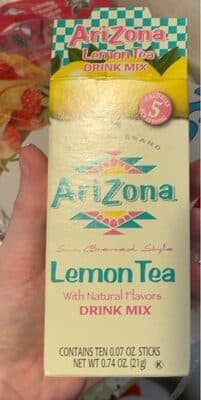 AriZona
Lemon Tea
DRINK MIX
5
BRAND
AriZona
Sun Brewed Style
Lemon Tea
With Natural Flavors
DRINK MIX
CONTAINS TEN 0.07 OZ. STICKS
NET WT 0.74 OZ. (21g) K